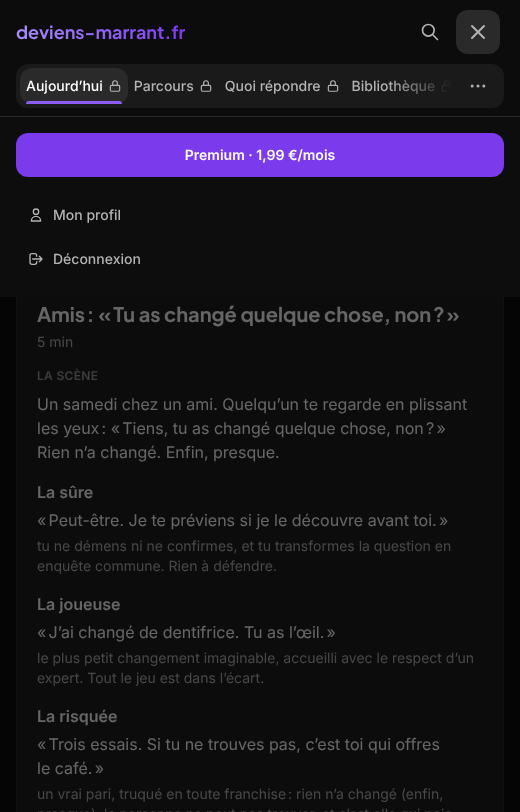 deviens-marrant.fr
Aujourd’hui Parcours Quoi répondre Bibliothèque
Premium · 1,99 €/mois
Mon profil
Déconnexion
Amis : « Tu as changé quelque chose, non ? »
5 min
LA SCÈNE
Un samedi chez un ami. Quelqu’un te regarde en plissant
les yeux : « Tiens, tu as changé quelque chose, non ? »
Rien n’a changé. Enfin, presque.
La sûre
« Peut-être. Je te préviens si je le découvre avant toi. »
tu ne démens ni ne confirmes, et tu transformes la question en
enquête commune. Rien à défendre.
La joueuse
« J’ai changé de dentifrice. Tu as l’œil. »
le plus petit changement imaginable, accueilli avec le respect d’un
expert. Tout le jeu est dans l’écart.
La risquée
« Trois essais. Si tu ne trouves pas, c’est toi qui offres
le café. »
un vrai pari, truqué en toute franchise : rien n’a changé (enfin,